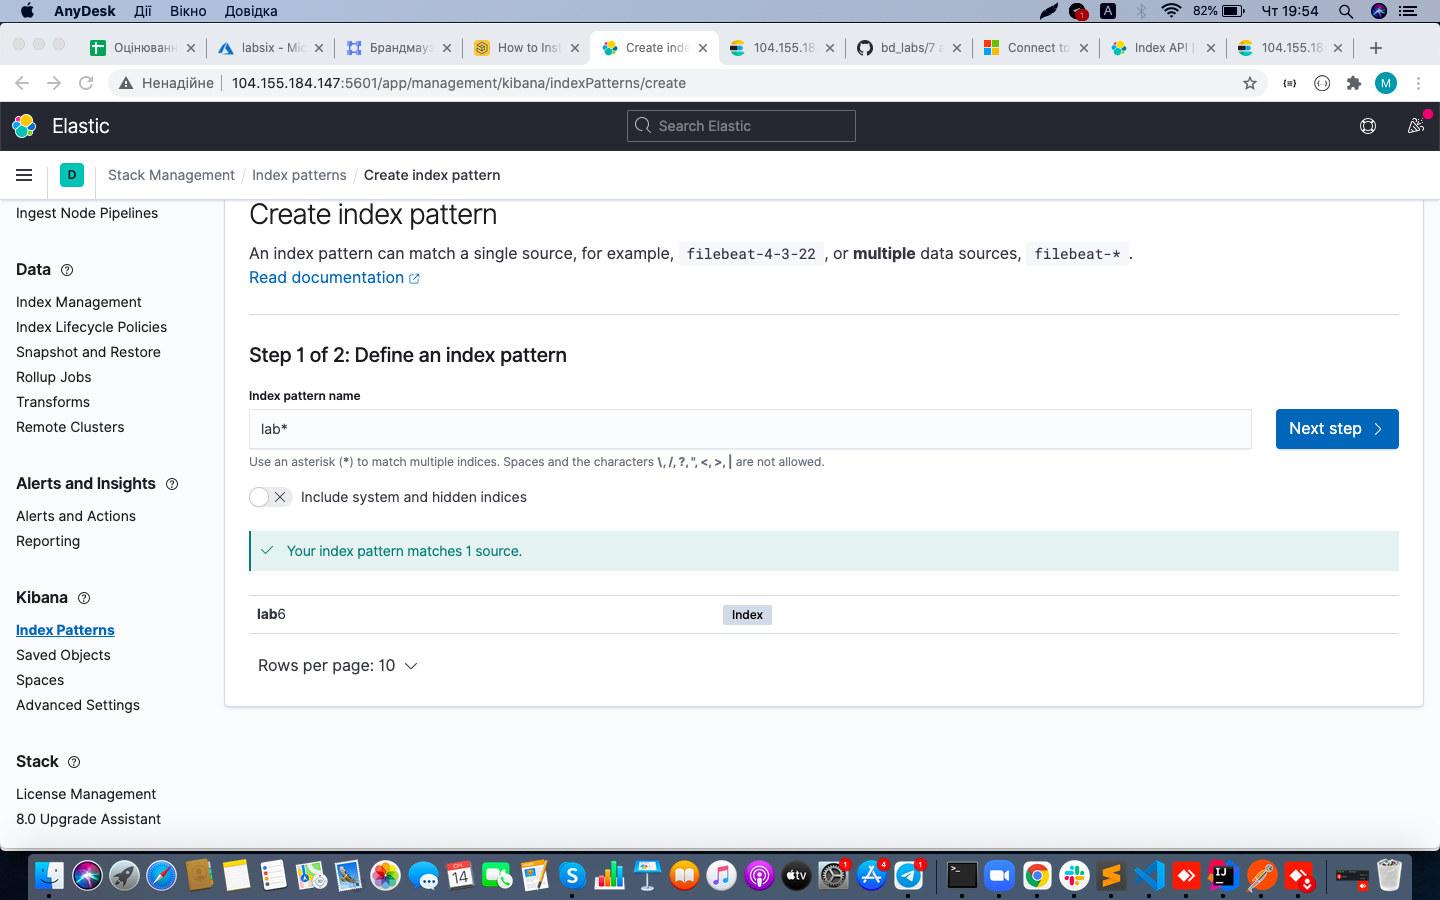 AnyDesk Дії Вікно Довідка 1 A 82% Чт 19:54
Оцінюванн labsix - Mic Брандмауэ How to Inst Create inde 104.155.18 bd_labs/7 a Connect to Index API | 104.155.18
Ненадійне 104.155.184.147:5601/app/management/kibana/indexPatterns/create M
Elastic Search Elastic
D Stack Management / Index patterns / Create index pattern
Ingest Node Pipelines
Data
Index Management
Index Lifecycle Policies
Snapshot and Restore
Rollup Jobs
Transforms
Remote Clusters
Alerts and Insights
Alerts and Actions
Reporting
Kibana
Index Patterns
Saved Objects
Spaces
Advanced Settings
Stack
License Management
8.0 Upgrade Assistant
Create index pattern
An index pattern can match a single source, for example, filebeat-4-3-22 , or multiple data sources, filebeat-* .
Read documentation
Step 1 of 2: Define an index pattern
Index pattern name
lab*
Next step
Use an asterisk (*) to match multiple indices. Spaces and the characters \, /, ?, ", <, >, | are not allowed.
Include system and hidden indices
Your index pattern matches 1 source.
lab6 Index
Rows per page: 10
14 S tv 1 4 1 IJ